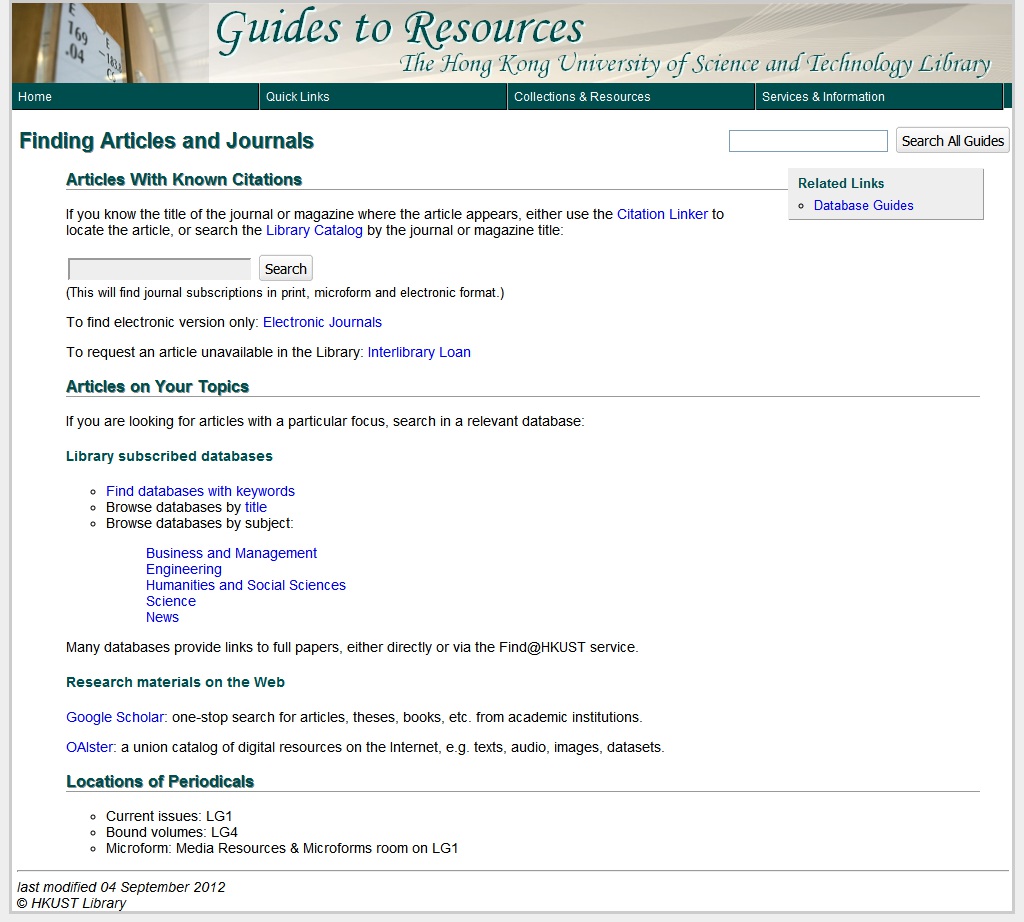 E
169
.04
Guides to Resources
The Hong Kong University of Science and Technology Library
Home Quick Links Collections & Resources Services & Information
Finding Articles and Journals
Search All Guides
Articles With Known Citations
Related Links
Database Guides
If you know the title of the journal or magazine where the article appears, either use the Citation Linker to
locate the article, or search the Library Catalog by the journal or magazine title:
Search
(This will find journal subscriptions in print, microform and electronic format.)
To find electronic version only: Electronic Journals
To request an article unavailable in the Library: Interlibrary Loan
Articles on Your Topics
If you are looking for articles with a particular focus, search in a relevant database:
Library subscribed databases
Find databases with keywords
Browse databases by title
Browse databases by subject:
Business and Management
Engineering
Humanities and Social Sciences
Science
News
Many databases provide links to full papers, either directly or via the Find@HKUST service.
Research materials on the Web
Google Scholar: one-stop search for articles, theses, books, etc. from academic institutions.
OAIster: a union catalog of digital resources on the Internet, e.g. texts, audio, images, datasets.
Locations of Periodicals
Current issues: LG1
Bound volumes: LG4
Microform: Media Resources & Microforms room on LG1
last modified 04 September 2012
© HKUST Library